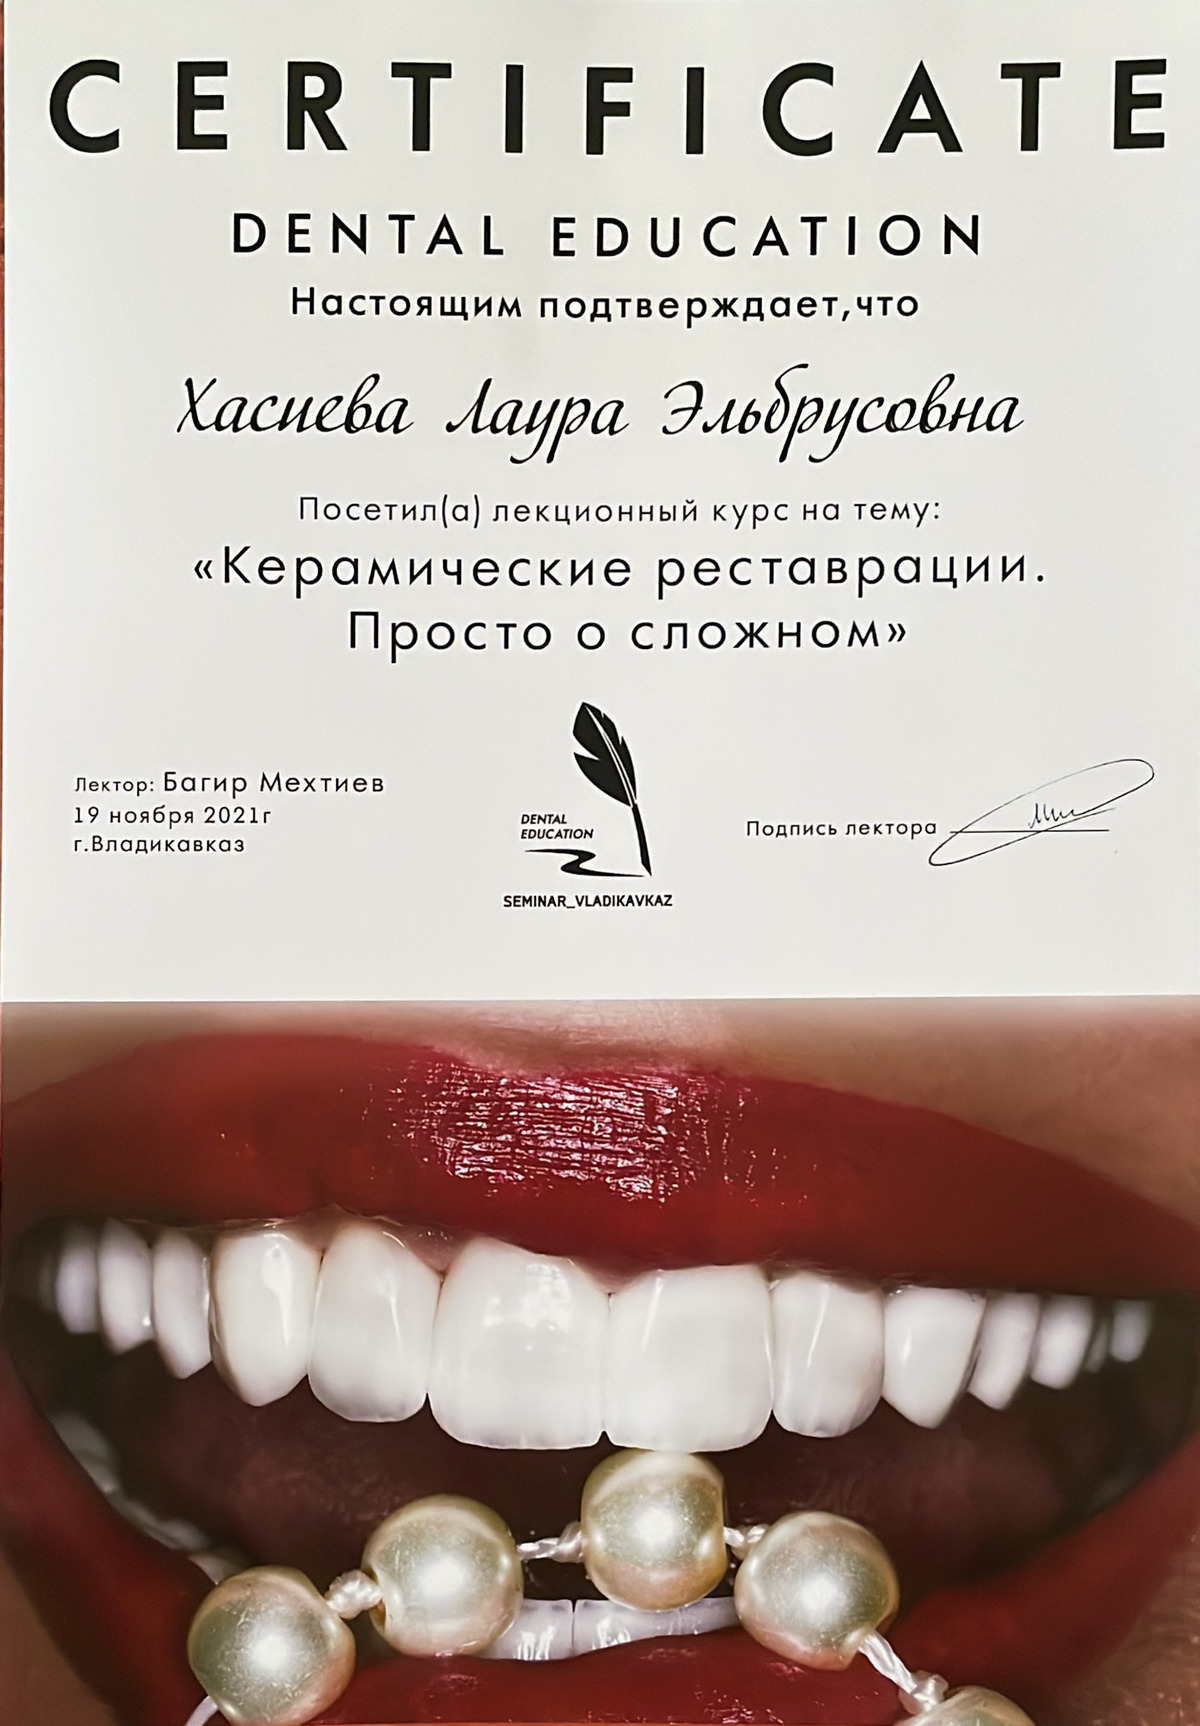 CERTIFICATE
DENTAL EDUCATION
Настоящим подтверждает,что
Хасиева Лаура Эльбрусовна
Посетил(а) лекционный курс на тему:
«Керамические реставрации.
Просто о сложном»
Лектор: Багир Мехтиев
19 ноября 2021г
г.Владикавказ
DENTAL
EDUCATION
SEMINAR_VLADIKAVKAZ
Подпись лектора